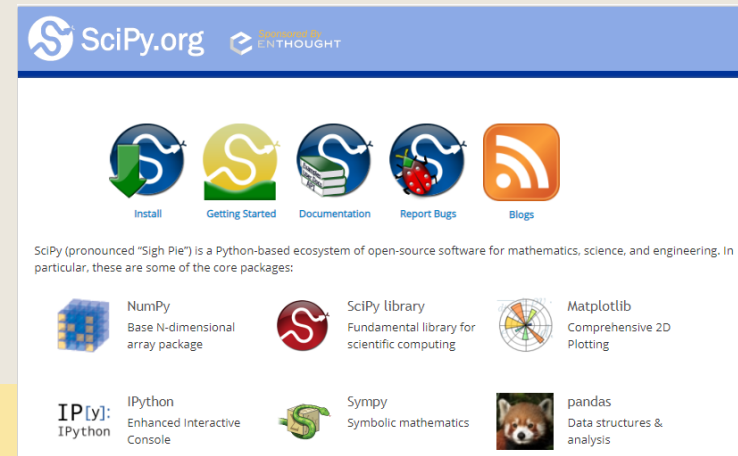 SciPy.org
Sponsored By
ENTHOUGHT
Install
Getting Started
Documentation
Report Bugs
Blogs
SciPy (pronounced “Sigh Pie”) is a Python-based ecosystem of open-source software for mathematics, science, and engineering. In
particular, these are some of the core packages:
NumPy
Base N-dimensional
array package
SciPy library
Fundamental library for
scientific computing
Matplotlib
Comprehensive 2D
Plotting
IP[y]:
IPython
IPython
Enhanced Interactive
Console
Sympy
Symbolic mathematics
pandas
Data structures &
analysis